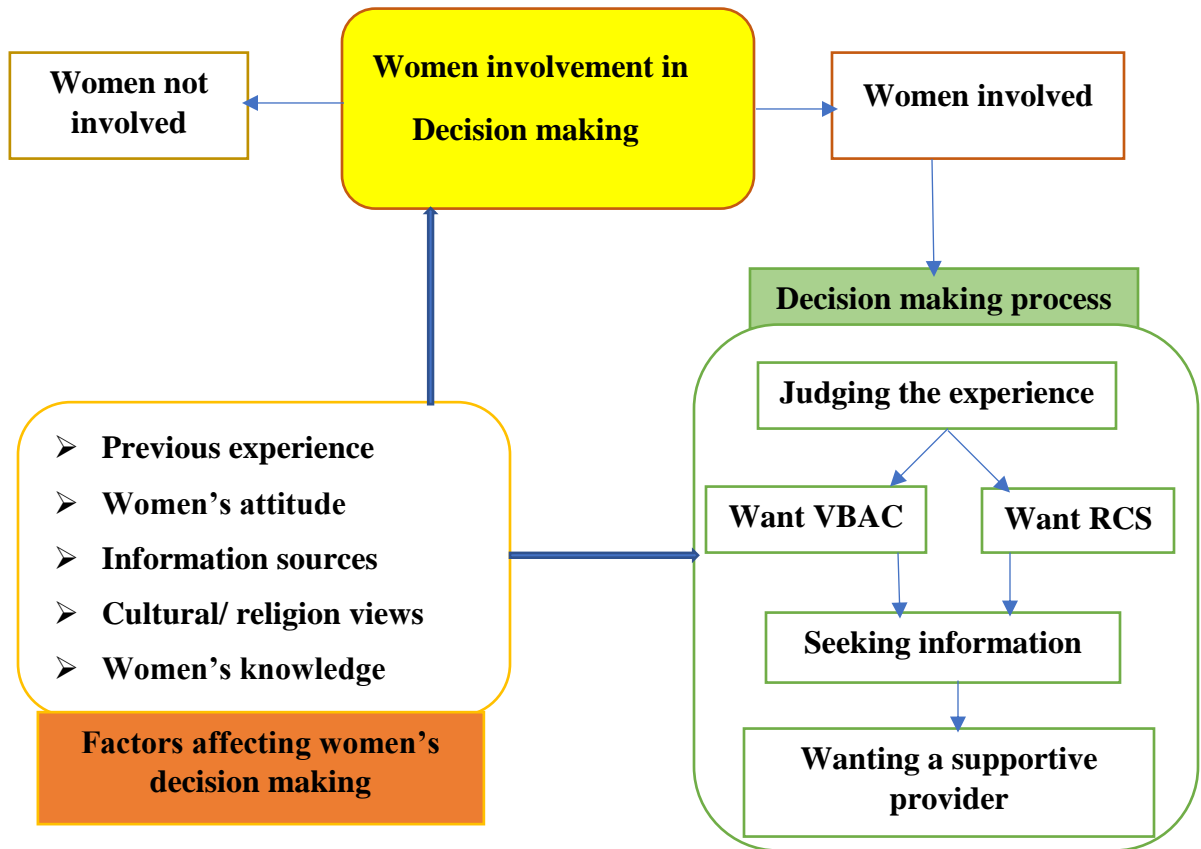 Women not
involved
Women involvement in
Decision making
Women involved
Decision making process
Judging the experience
Want VBAC
Want RCS
Seeking information
Wanting a supportive
provider
➢ Previous experience
➢ Women’s attitude
➢ Information sources
➢ Cultural/ religion views
➢ Women’s knowledge
Factors affecting women’s
decision making